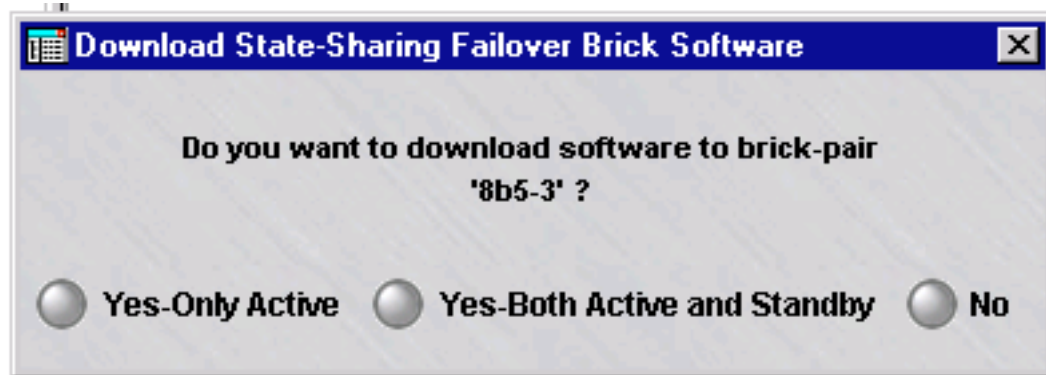 Download State-Sharing Failover Brick Software
Do you want to download software to brick-pair
'8b5-3' ?
Yes-Only Active Yes-Both Active and Standby No